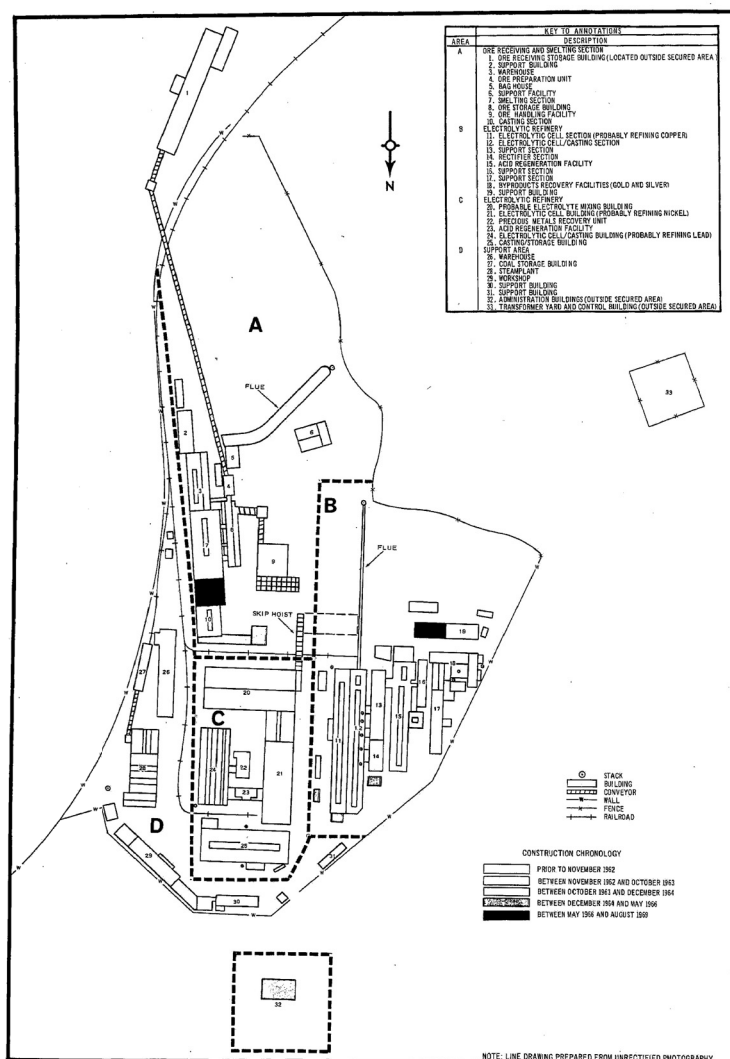 KEY TO ANNOTATIONS
AREA DESCRIPTION
A ORE RECEIVING AND SMELTING SECTION
1. ORE RECEIVING STORAGE BUILDING (LOCATED OUTSIDE SECURED AREA)
2. SUPPORT BUILDING
3. WAREHOUSE
4. ORE PREPARATION UNIT
5. BAG HOUSE
6. SUPPORT FACILITY
7. SMELTING SECTION
8. ORE STORAGE BUILDING
9. ORE HANDLING FACILITY
10. CASTING SECTION
B ELECTROLYTIC REFINERY
11. ELECTROLYTIC CELL SECTION (PROBABLY REFINING COPPER)
12. ELECTROLYTIC CELL/CASTING SECTION
13. SUPPORT SECTION
14. RECTIFIER SECTION
15. ACID REGENERATION FACILITY
16. SUPPORT SECTION
17. SUPPORT SECTION
18. BYPRODUCTS RECOVERY FACILITIES (GOLD AND SILVER)
19. SUPPORT BUILDING
C ELECTROLYTIC REFINERY
20. PROBABLE ELECTROLYTE MIXING BUILDING
21. ELECTROLYTIC CELL BUILDING (PROBABLY REFINING NICKEL)
22. PRECIOUS METALS RECOVERY UNIT
23. ACID REGENERATION FACILITY
24. ELECTROLYTIC CELL/CASTING BUILDING (PROBABLY REFINING LEAD)
25. CASTING/STORAGE BUILDING
D SUPPORT AREA
26. WAREHOUSE
27. COAL STORAGE BUILDING
28. STEAMPLANT
29. WORKSHOP
30. SUPPORT BUILDING
31. SUPPORT BUILDING
32. ADMINISTRATION BUILDINGS (OUTSIDE SECURED AREA)
33. TRANSFORMER YARD AND CONTROL BUILDING (OUTSIDE SECURED AREA)
1
N
A
FLUE
33
6
2
5
3
4
B
8
7
FLUE
9
SKIP HOIST
10
19
18
27
26
20
16
13
12
15
17
C
11
22
24
21
14
28
23
D
25
29
31
30
32
STACK
BUILDING
CONVEYOR
WALL
FENCE
RAILROAD
CONSTRUCTION CHRONOLOGY
PRIOR TO NOVEMBER 1962
BETWEEN NOVEMBER 1962 AND OCTOBER 1963
BETWEEN OCTOBER 1963 AND DECEMBER 1964
BETWEEN DECEMBER 1964 AND MAY 1966
BETWEEN MAY 1966 AND AUGUST 1969
NOTE: LINE DRAWING PREPARED FROM UNRECTIFIED PHOTOGRAPHY